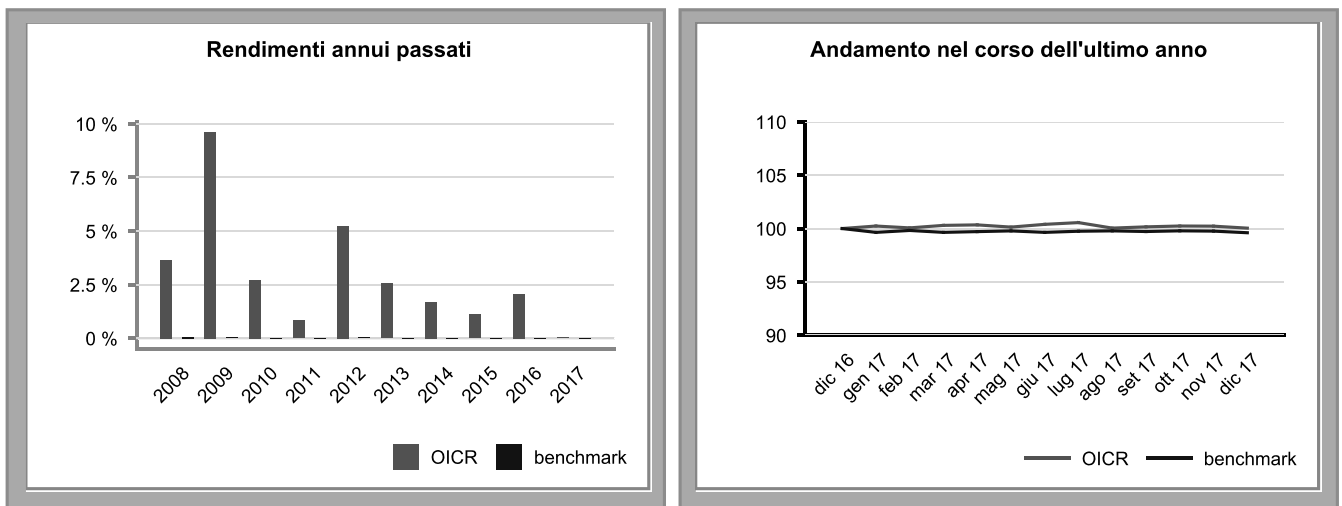 Rendimenti annui passati
10 %
7.5 %
5 %
2.5 %
0 %
2008
2009
2010
2011
2012
2013
2014
2015
2016
2017
OICR
benchmark
Andamento nel corso dell'ultimo anno
110
105
100
95
90
dic 16
gen 17
feb 17
mar 17
apr 17
mag 17
giu 17
lug 17
ago 17
set 17
ott 17
nov 17
dic 17
OICR
benchmark